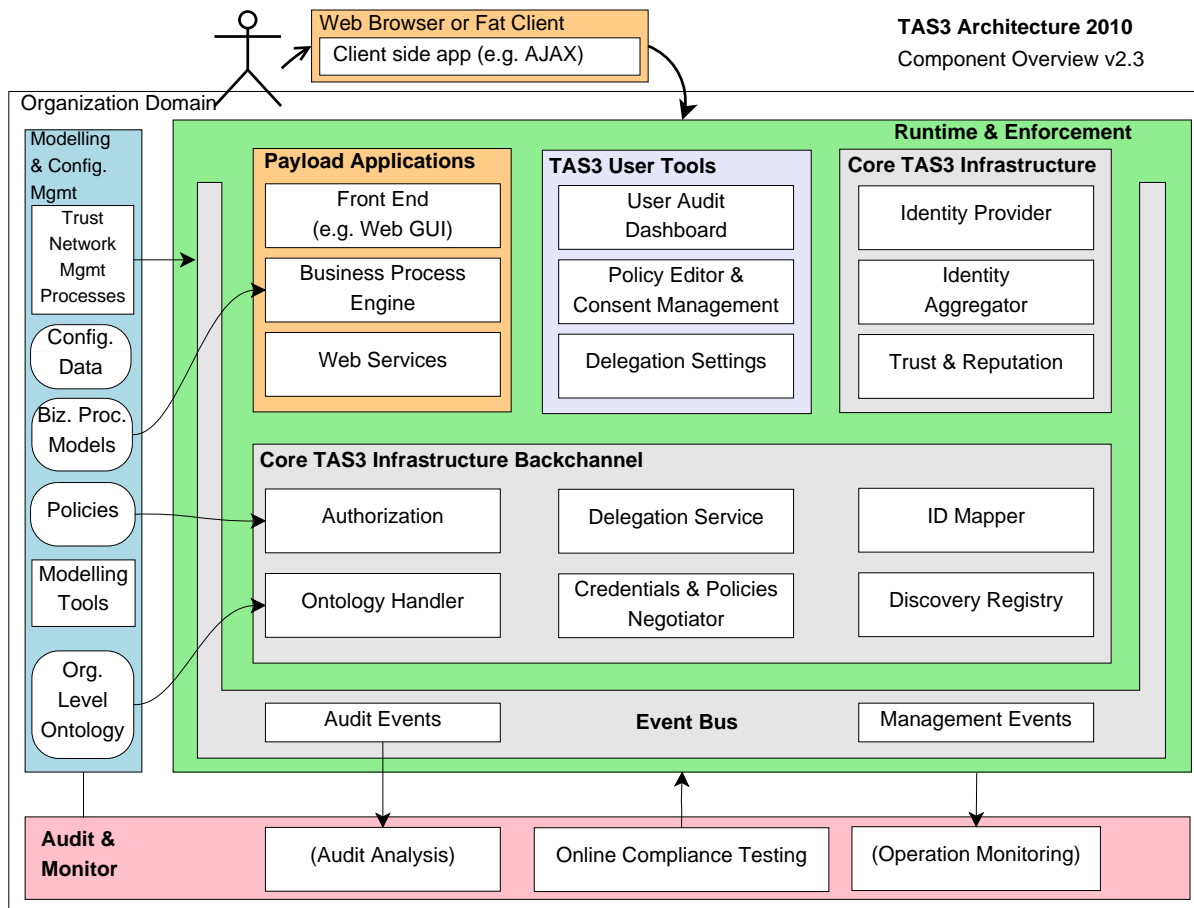 Web Browser or Fat Client
Client side app (e.g. AJAX)
TAS3 Architecture 2010
Component Overview v2.3
Organization Domain
Modelling
& Config.
Mgmt
Trust
Network
Mgmt
Processes
Config.
Data
Biz. Proc.
Models
Policies
Modelling
Tools
Org.
Level
Ontology
Runtime & Enforcement
Payload Applications
Front End
(e.g. Web GUI)
Business Process
Engine
Web Services
TAS3 User Tools
User Audit
Dashboard
Policy Editor &
Consent Management
Delegation Settings
Core TAS3 Infrastructure
Identity Provider
Identity
Aggregator
Trust & Reputation
Core TAS3 Infrastructure Backchannel
Authorization
Delegation Service
ID Mapper
Ontology Handler
Credentials & Policies
Negotiator
Discovery Registry
Audit Events
Event Bus
Management Events
Audit &
Monitor
(Audit Analysis)
Online Compliance Testing
(Operation Monitoring)